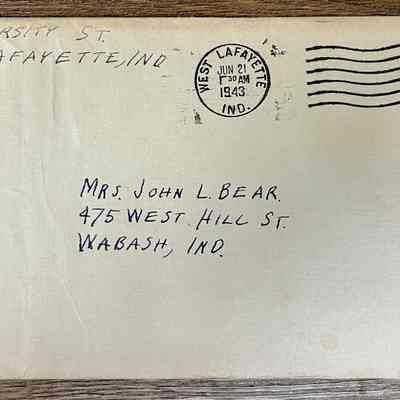 RSITY ST.
AFAYETTE, IND
WEST LAFAYETTE
JUN 21
30 AM
1943
IND.
MRS. JOHN L. BEAR.
475 WEST HILL ST.
WABASH, IND.